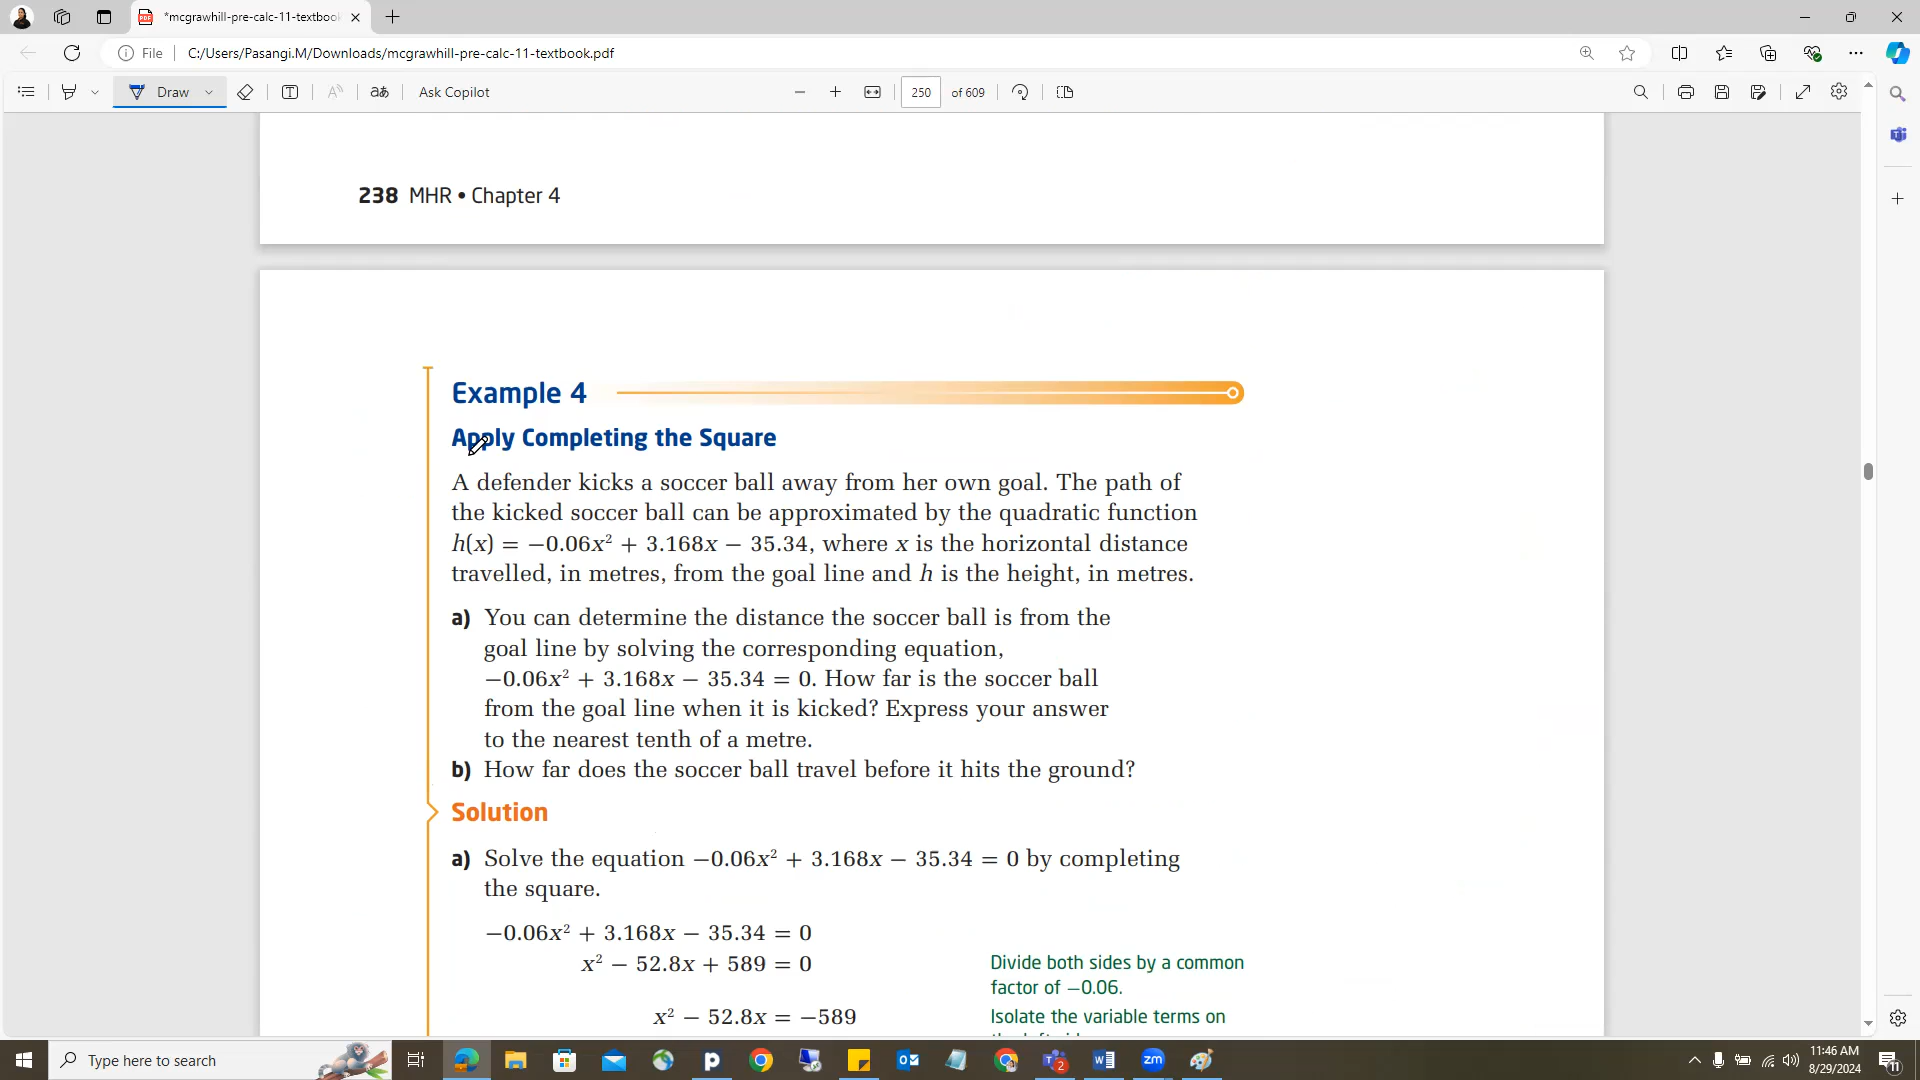 *mcgrawhill-pre-calc-11-textbook
File
C:/Users/Pasangi.M/Downloads/mcgrawhill-pre-calc-11-textbook.pdf
Draw
aあ
Ask Copilot
250 of 609
238 MHR • Chapter 4
Example 4
Apply Completing the Square
A defender kicks a soccer ball away from her own goal. The path of
the kicked soccer ball can be approximated by the quadratic function
h(x) = −0.06x² + 3.168x − 35.34, where x is the horizontal distance
travelled, in metres, from the goal line and h is the height, in metres.
a) You can determine the distance the soccer ball is from the
goal line by solving the corresponding equation,
−0.06x² + 3.168x − 35.34 = 0. How far is the soccer ball
from the goal line when it is kicked? Express your answer
to the nearest tenth of a metre.
b) How far does the soccer ball travel before it hits the ground?
Solution
a) Solve the equation −0.06x² + 3.168x − 35.34 = 0 by completing
the square.
−0.06x² + 3.168x − 35.34 = 0
x² − 52.8x + 589 = 0
Divide both sides by a common
factor of −0.06.
x² − 52.8x = −589
Isolate the variable terms on
Type here to search
11:46 AM
8/29/2024